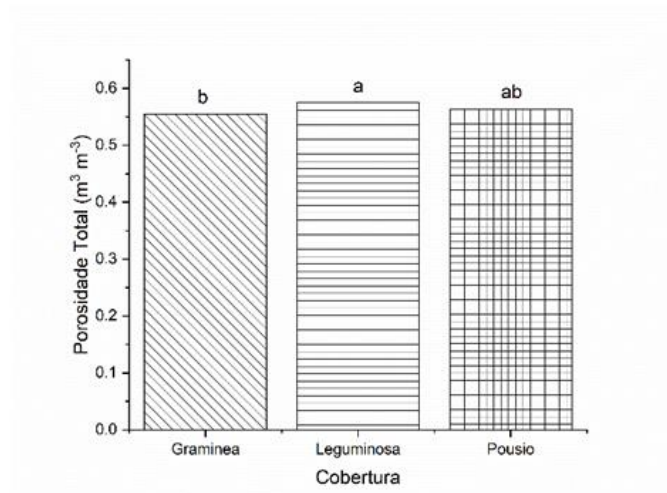 b
a
ab
Porosidade Total (m³ m⁻³)
0.6
0.5
0.4
0.3
0.2
0.1
0.0
Graminea
Leguminosa
Pousio
Cobertura